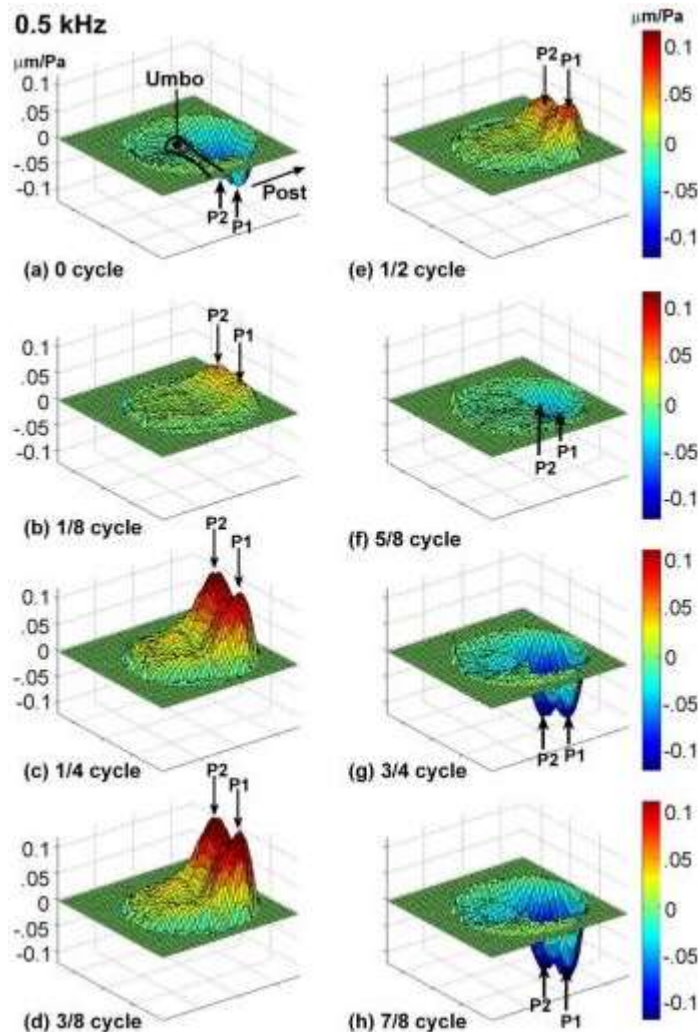 0.5 kHz
μm/Pa
0.1
0.05
0
-.05
-0.1
Umbo
Post
P2
P1
(a) 0 cycle
μm/Pa
P2 P1
0.1
.05
0
-.05
-0.1
(e) 1/2 cycle
0.1
0.05
0
-.05
-0.1
P2
P1
(b) 1/8 cycle
P2 P1
0.1
.05
0
-.05
-0.1
(f) 5/8 cycle
P2
P1
0.1
0.05
0
-.05
-0.1
(c) 1/4 cycle
P2 P1
0.1
.05
0
-.05
-0.1
(g) 3/4 cycle
P2
P1
0.1
0.05
0
-.05
-0.1
(d) 3/8 cycle
P2 P1
0.1
.05
0
-.05
-0.1
(h) 7/8 cycle